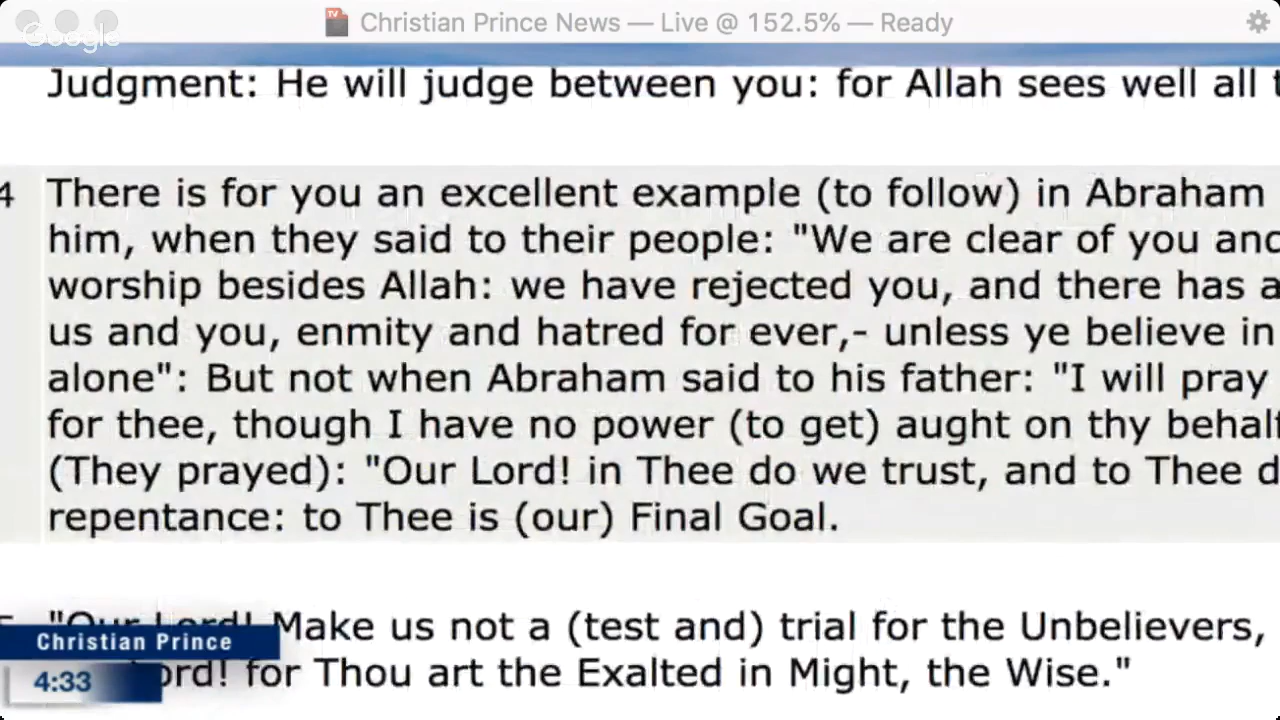 Christian Prince News — Live @ 152.5% — Ready
Google
Judgment: He will judge between you: for Allah sees well all
4 There is for you an excellent example (to follow) in Abraham
him, when they said to their people: "We are clear of you and
worship besides Allah: we have rejected you, and there has a
us and you, enmity and hatred for ever,- unless ye believe in
alone": But not when Abraham said to his father: "I will pray
for thee, though I have no power (to get) aught on thy behalf
(They prayed): "Our Lord! in Thee do we trust, and to Thee d
repentance: to Thee is (our) Final Goal.
"Our Lord! Make us not a (test and) trial for the Unbelievers,
ord! for Thou art the Exalted in Might, the Wise."
Christian Prince
4:33